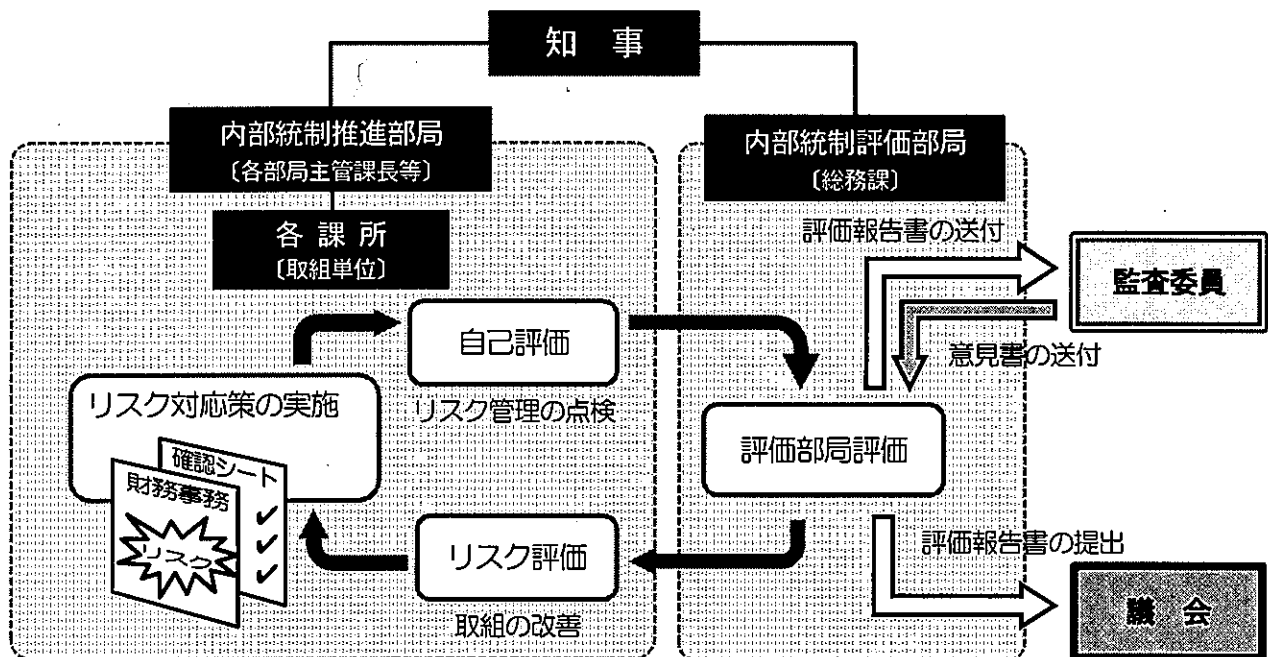 知 事
内部統制推進部局
〔各部局主管課長等〕
各 課 所
〔取組単位〕
内部統制評価部局
〔総務課〕
評価報告書の送付
監査委員
意見書の送付
自己評価
リスク管理の点検
リスク対応策の実施
確認シート
財務事務
リスク
評価部局評価
リスク評価
取組の改善
評価報告書の提出
議 会